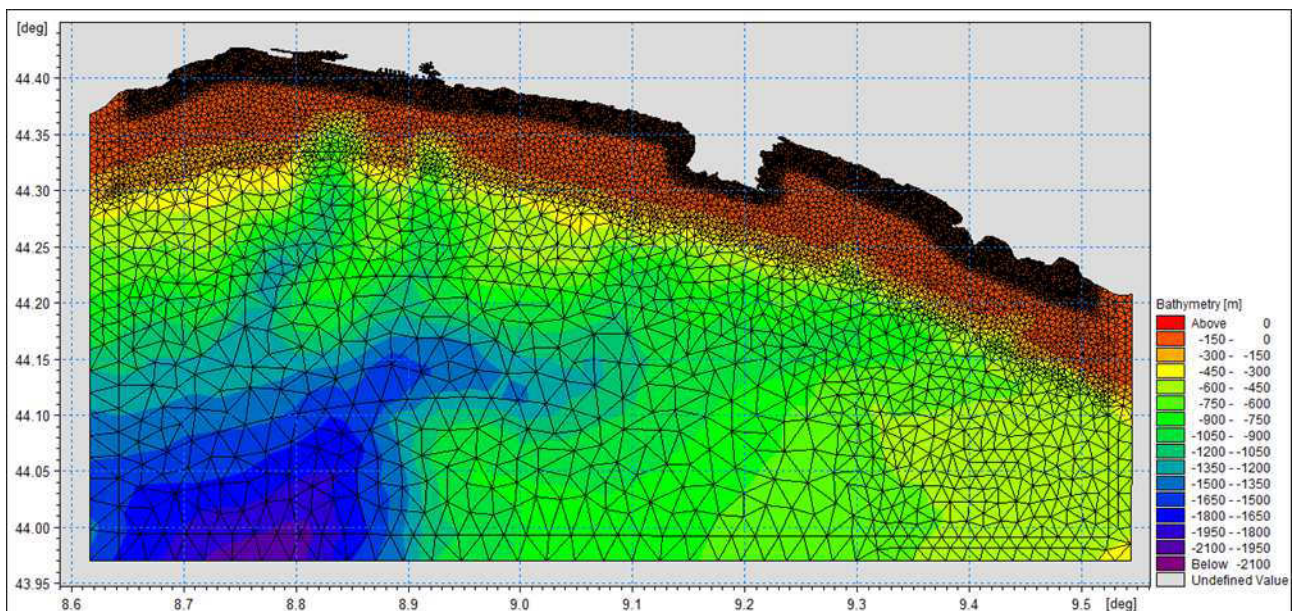 [deg]
44.40
44.35
44.30
44.25
44.20
44.15
44.10
44.05
44.00
43.95
8.6 8.7 8.8 8.9 9.0 9.1 9.2 9.3 9.4 9.5 [deg]
Bathymetry [m]
Above 0
-150 - 0
-300 - -150
-450 - -300
-600 - -450
-750 - -600
-900 - -750
-1050 - -900
-1200 - -1050
-1350 - -1200
-1500 - -1350
-1650 - -1500
-1800 - -1650
-1950 - -1800
-2100 - -1950
Below -2100
Undefined Value